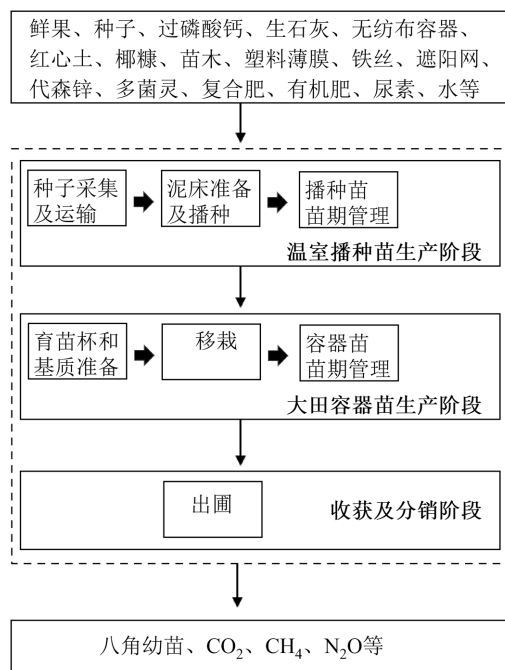 鲜果、种子、过磷酸钙、生石灰、无纺布容器、
红心土、椰糠、苗木、塑料薄膜、铁丝、遮阳网、
代森锌、多菌灵、复合肥、有机肥、尿素、水等
种子采集
及运输
泥床准备
及播种
播种苗
苗期管理
温室播种苗生产阶段
育苗杯和
基质准备
移栽
容器苗
苗期管理
大田容器苗生产阶段
出圃
收获及分销阶段
八角幼苗、CO₂、CH₄、N₂O等